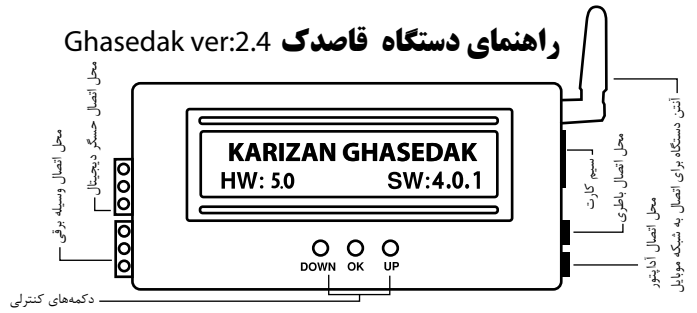 راهنمای دستگاه قاصدک Ghasedak ver:2.4
آنتن دستگاه برای اتصال به شبکه موبایل
سیم کارت
محل اتصال باطری
محل اتصال آداپتور
محل اتصال حسگر دیجیتال
محل اتصال وسیله برقی
KARIZAN GHASEDAK
HW: 5.0 SW:4.0.1
DOWN OK UP
دکمه‌های کنترلی